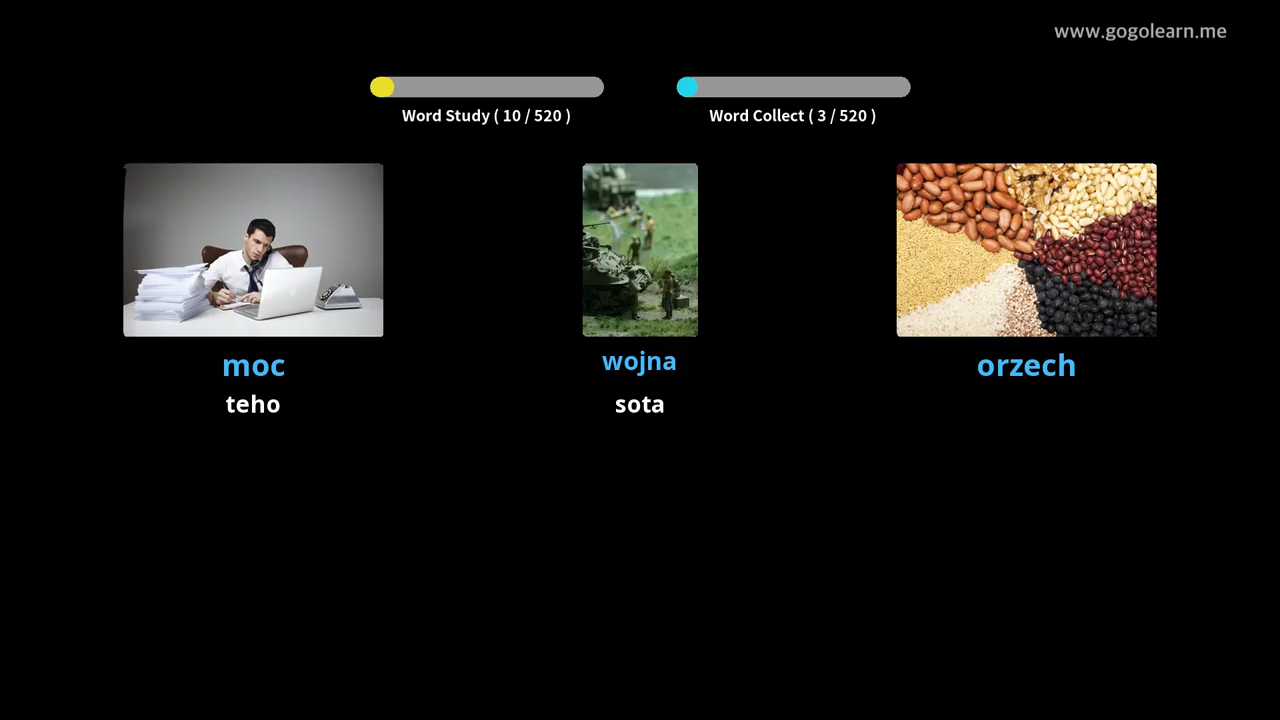 www.gogolearn.me
Word Study ( 10 / 520 )
Word Collect ( 3 / 520 )
moc
wojna
orzech
teho
sota